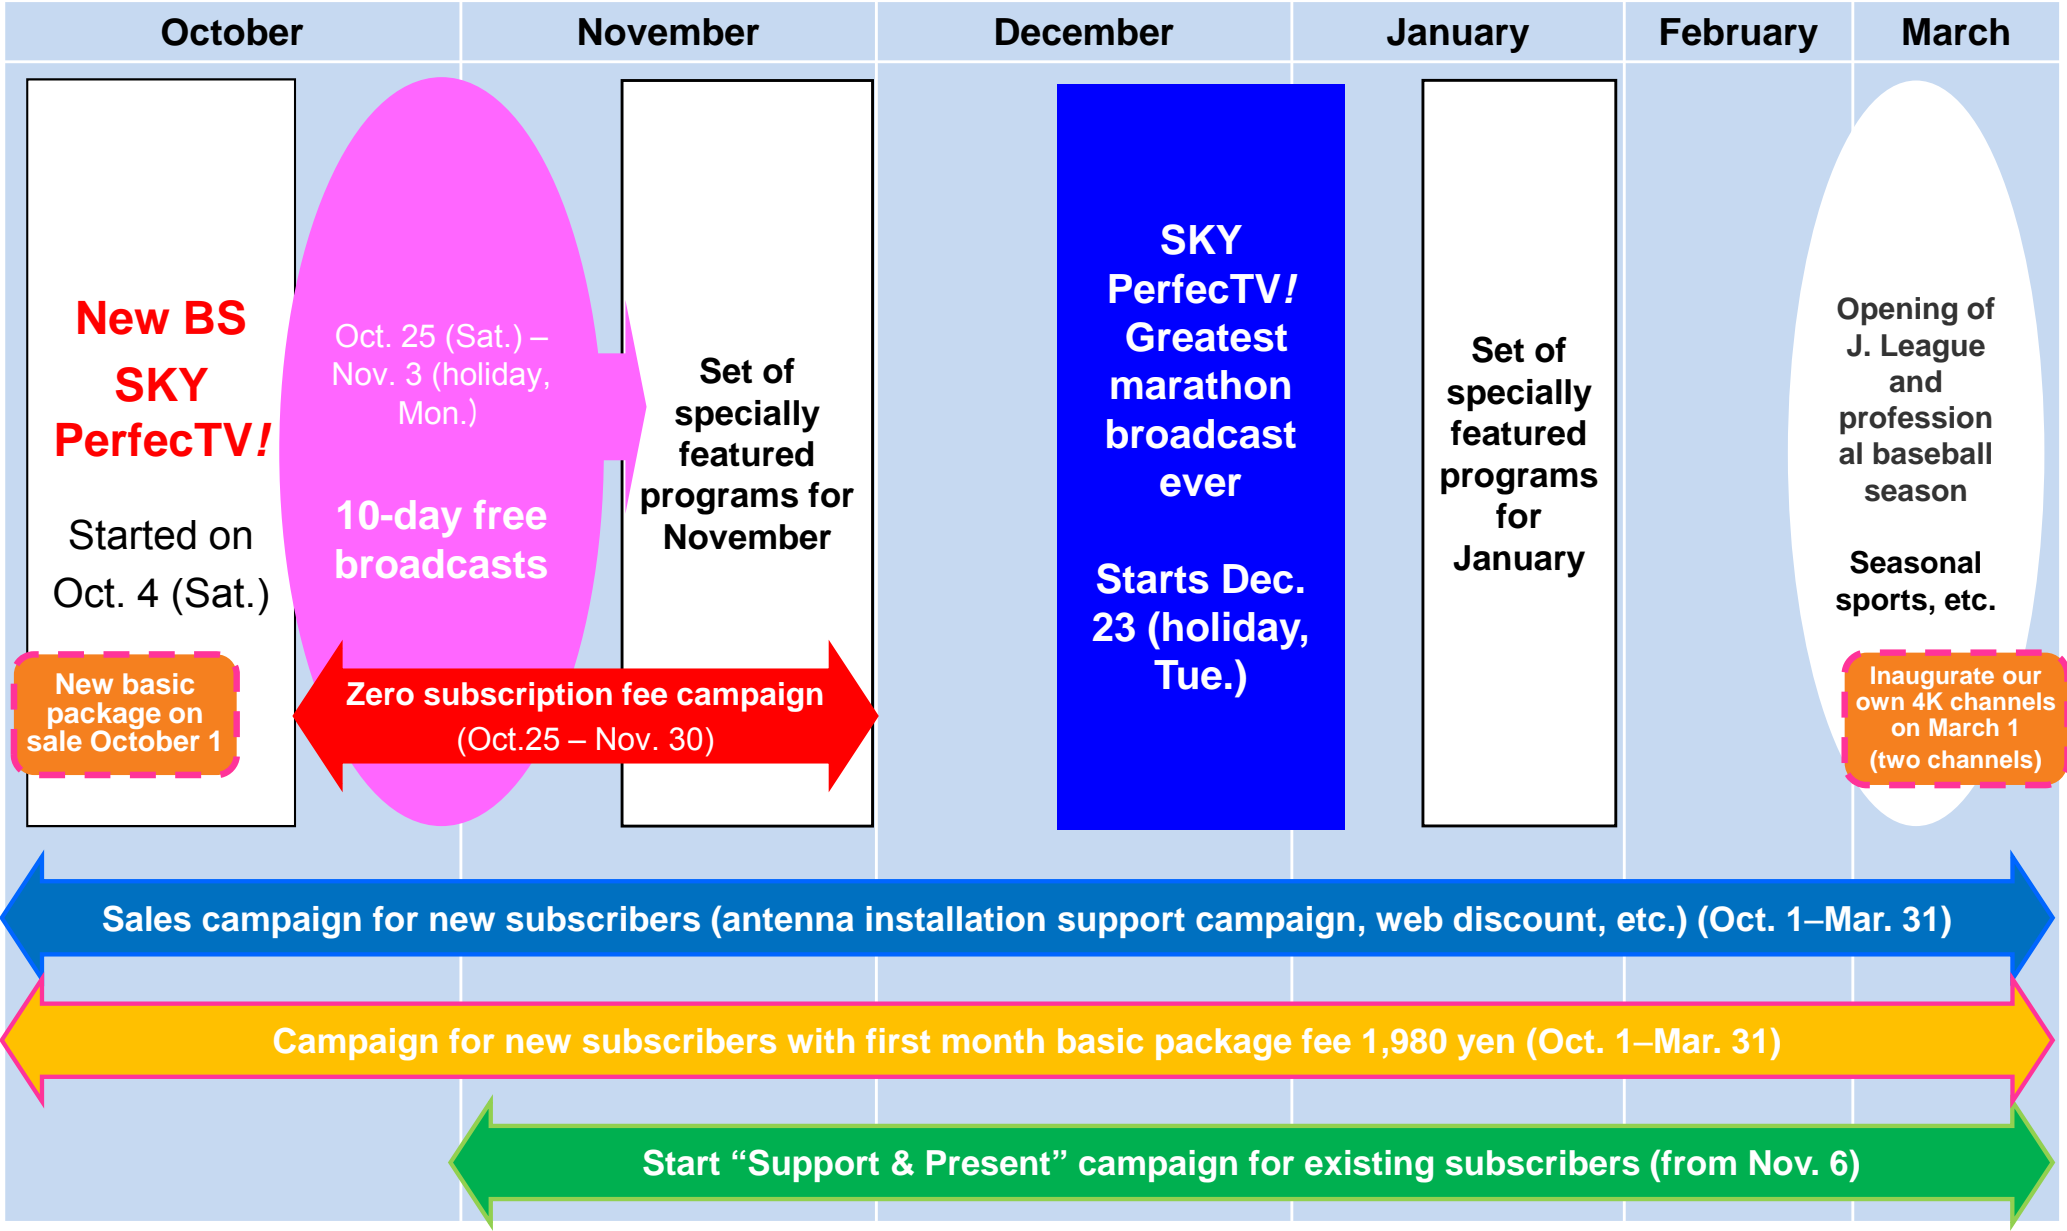 October
November
December
January
February
March
New BS
SKY
PerfecTV!
Started on
Oct. 4 (Sat.)
New basic
package on
sale October 1
Oct. 25 (Sat.) –
Nov. 3 (holiday,
Mon.)
10-day free
broadcasts
Set of
specially
featured
programs for
November
Zero subscription fee campaign
(Oct.25 – Nov. 30)
SKY
PerfecTV!
Greatest
marathon
broadcast
ever
Starts Dec.
23 (holiday,
Tue.)
Set of
specially
featured
programs
for
January
Opening of
J. League
and
profession
al baseball
season
Seasonal
sports, etc.
Inaugurate our
own 4K channels
on March 1
(two channels)
Sales campaign for new subscribers (antenna installation support campaign, web discount, etc.) (Oct. 1–Mar. 31)
Campaign for new subscribers with first month basic package fee 1,980 yen (Oct. 1–Mar. 31)
Start “Support & Present” campaign for existing subscribers (from Nov. 6)